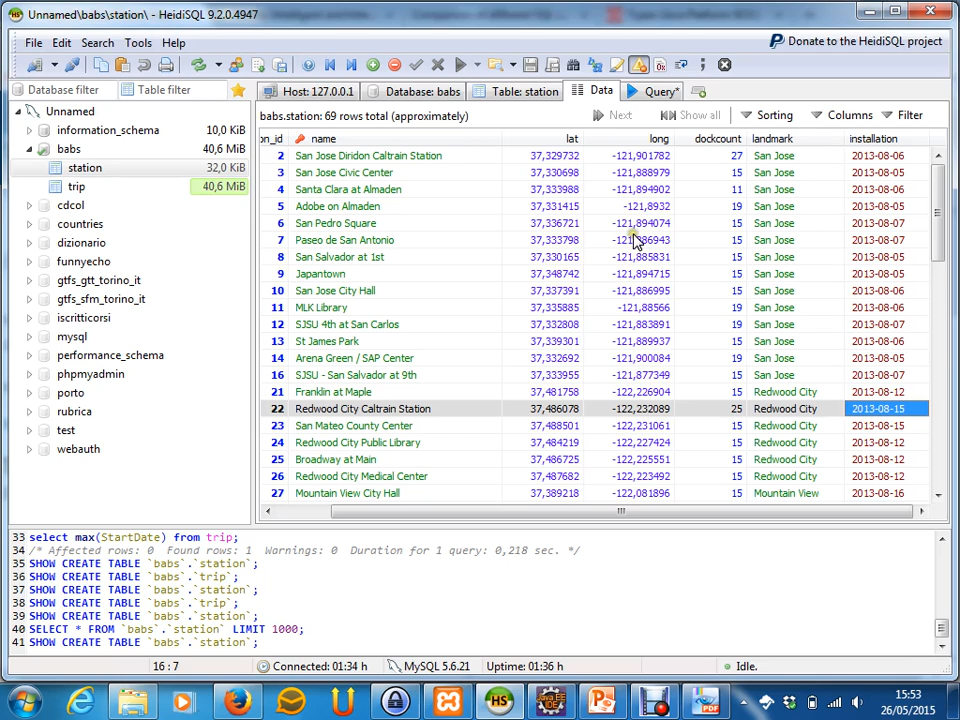 Unnamed\babs\station\ - HeidiSQL 9.2.0.4947
File Edit Search Tools Help
Donate to the HeidiSQL project
Database filter Table filter
Host: 127.0.0.1 Database: babs Table: station Data Query*
babs.station: 69 rows total (approximately) Next Show all Sorting Columns Filter
Unnamed
information_schema 10,0 KiB
babs 40,6 MiB
station 32,0 KiB
trip 40,6 MiB
cdcol
countries
dizionario
funnyecho
gtfs_gtt_torino_it
gtfs_sfm_torino_it
iscritticorsi
mysql
performance_schema
phpmyadmin
porto
rubrica
test
webauth
on_id name lat long dockcount landmark installation
2 San Jose Diridon Caltrain Station 37,329732 -121,901782 27 San Jose 2013-08-06
3 San Jose Civic Center 37,330698 -121,888979 15 San Jose 2013-08-05
4 Santa Clara at Almaden 37,333988 -121,894902 11 San Jose 2013-08-06
5 Adobe on Almaden 37,331415 -121,8932 19 San Jose 2013-08-05
6 San Pedro Square 37,336721 -121,894074 15 San Jose 2013-08-07
7 Paseo de San Antonio 37,333798 15 San Jose 2013-08-07
8 San Salvador at 1st 37,330165 -121,885831 15 San Jose 2013-08-05
9 Japantown 37,348742 -121,894715 15 San Jose 2013-08-05
10 San Jose City Hall 37,337391 -121,886995 15 San Jose 2013-08-06
11 MLK Library 37,335885 -121,88566 19 San Jose 2013-08-06
12 SJSU 4th at San Carlos 37,332808 -121,883891 19 San Jose 2013-08-07
13 St James Park 37,339301 -121,889937 15 San Jose 2013-08-06
14 Arena Green / SAP Center 37,332692 -121,900084 19 San Jose 2013-08-05
16 SJSU - San Salvador at 9th 37,333955 -121,877349 15 San Jose 2013-08-07
21 Franklin at Maple 37,481758 -122,226904 15 Redwood City 2013-08-12
22 Redwood City Caltrain Station 37,486078 -122,232089 25 Redwood City 2013-08-15
23 San Mateo County Center 37,488501 -122,231061 15 Redwood City 2013-08-15
24 Redwood City Public Library 37,484219 -122,227424 15 Redwood City 2013-08-12
25 Broadway at Main 37,486725 -122,225551 15 Redwood City 2013-08-12
26 Redwood City Medical Center 37,487682 -122,223492 15 Redwood City 2013-08-12
27 Mountain View City Hall 37,389218 -122,081896 15 Mountain View 2013-08-16
33 select max(StartDate) from trip;
34 /* Affected rows: 0 Found rows: 1 Warnings: 0 Duration for 1 query: 0,218 sec. */
35 SHOW CREATE TABLE `babs`.`station`;
36 SHOW CREATE TABLE `babs`.`trip`;
37 SHOW CREATE TABLE `babs`.`station`;
38 SHOW CREATE TABLE `babs`.`trip`;
39 SHOW CREATE TABLE `babs`.`station`;
40 SELECT * FROM `babs`.`station` LIMIT 1000;
41 SHOW CREATE TABLE `babs`.`station`;
16 : 7 Connected: 01:34 h MySQL 5.6.21 Uptime: 01:36 h Idle.
15:53
26/05/2015